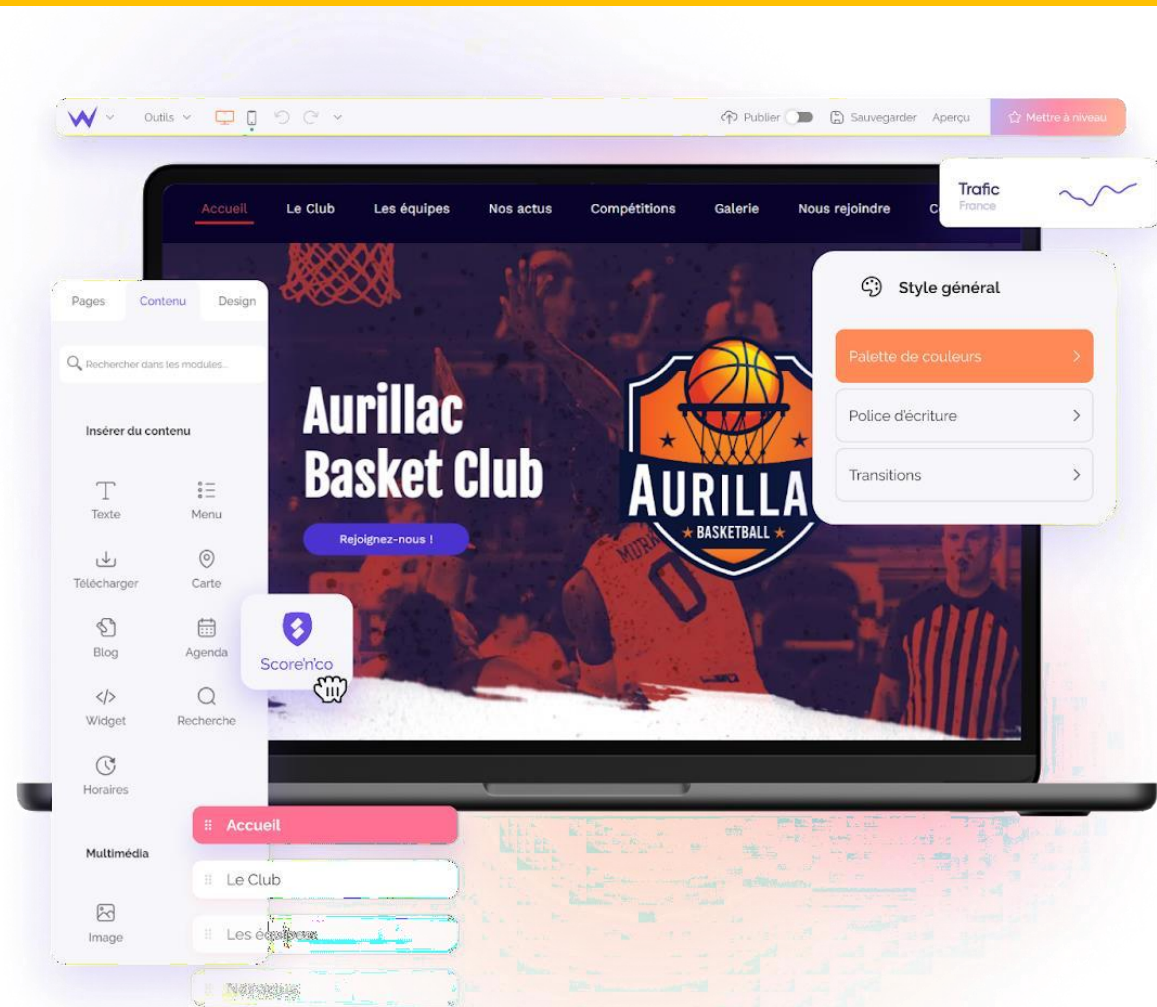 Outils
Publier
Sauvegarder
Aperçu
Mettre à niveau
Trafic
France
Accueil
Le Club
Les équipes
Nos actus
Compétitions
Galerie
Nous rejoindre
Style général
Palette de couleurs
Police d'écriture
Transitions
Pages
Contenu
Design
Rechercher dans les modules...
Insérer du contenu
Texte
Menu
Télécharger
Carte
Blog
Agenda
Widget
Recherche
Horaires
Multimédia
Image
Aurillac
Basket Club
Rejoignez-nous !
AURILLA
BASKETBALL
0
Score'n'co
Accueil
Le Club
Les